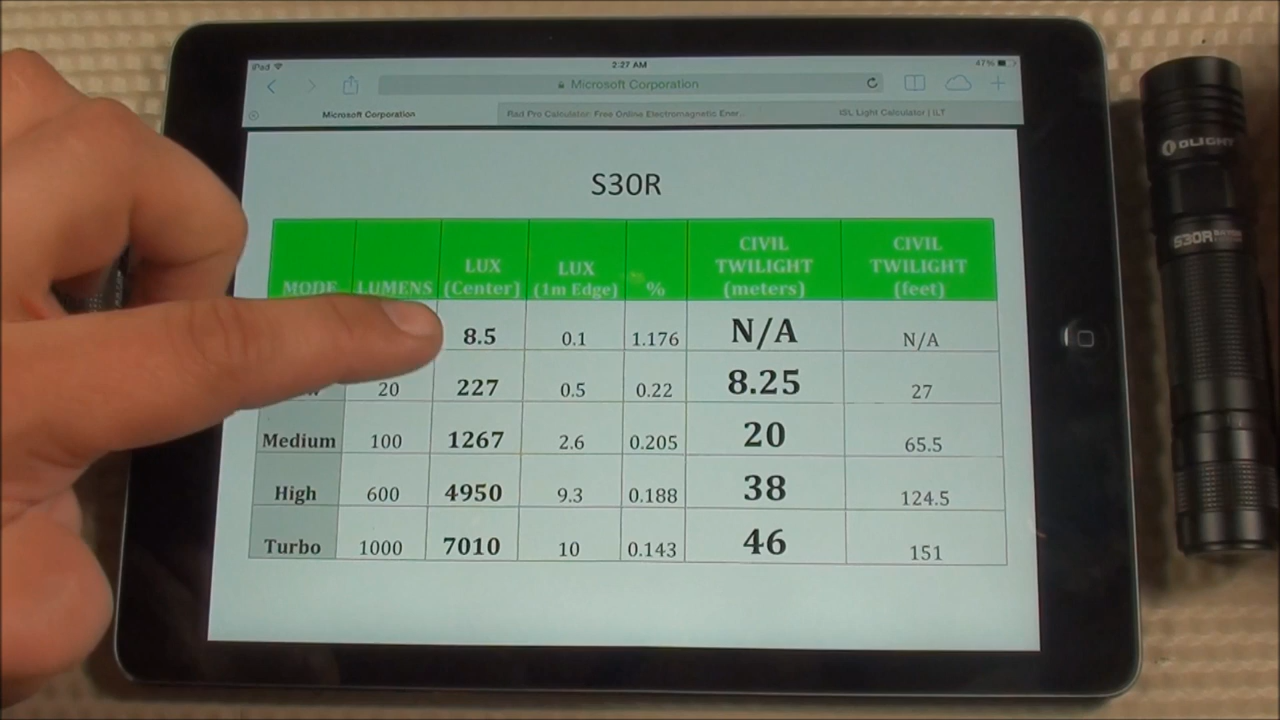 iPad 2:27 AM 47%
Microsoft Corporation
Microsoft Corporation Rad Pro Calculator: Free Online Electromagnetic Ener... ISL Light Calculator | ILT
S30R
MODE LUMENS LUX (Center) LUX (1m Edge) % CIVIL TWILIGHT (meters) CIVIL TWILIGHT (feet)
8.5 0.1 1.176 N/A N/A
20 227 0.5 0.22 8.25 27
Medium 100 1267 2.6 0.205 20 65.5
High 600 4950 9.3 0.188 38 124.5
Turbo 1000 7010 10 0.143 46 151
OLIGHT
S30R